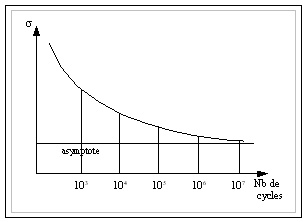 σ
asymptote
10³ 10⁴ 10⁵ 10⁶ 10⁷ Nb de
cycles